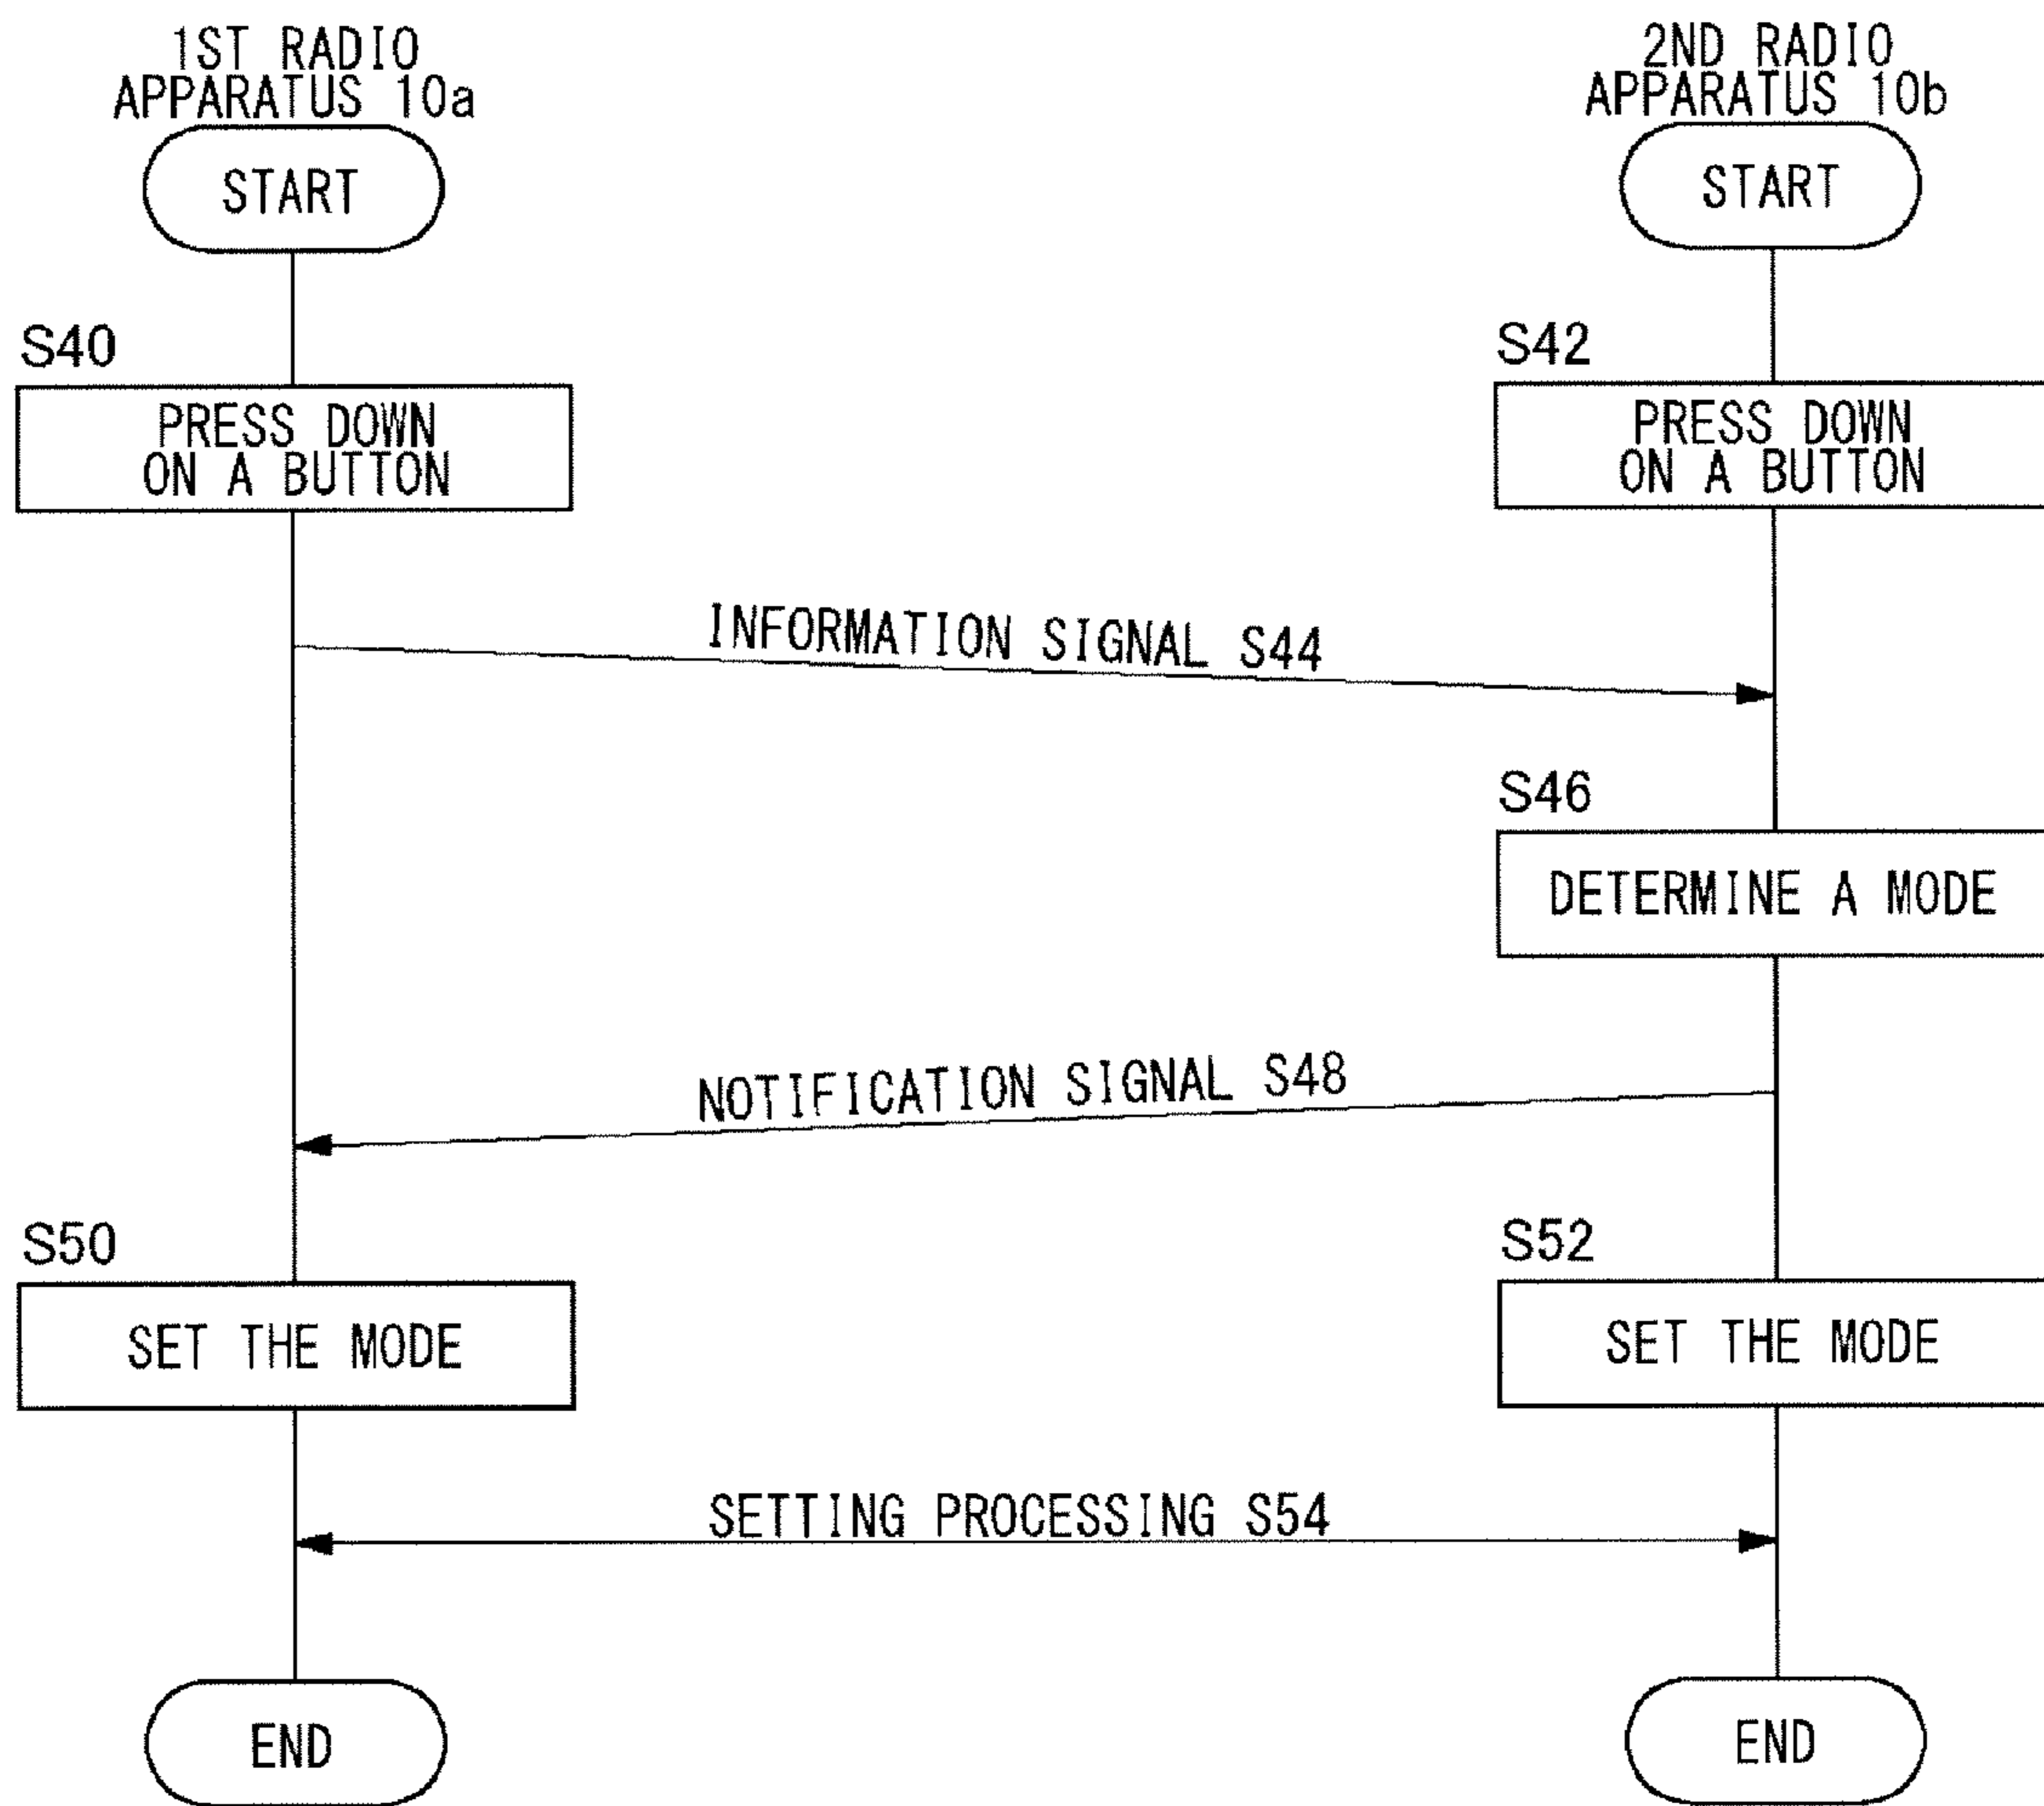 1ST RADIO
APPARATUS 10a
2ND RADIO
APPARATUS 10b
START
START
S40
S42
PRESS DOWN
ON A BUTTON
PRESS DOWN
ON A BUTTON
INFORMATION SIGNAL S44
S46
DETERMINE A MODE
NOTIFICATION SIGNAL S48
S50
S52
SET THE MODE
SET THE MODE
SETTING PROCESSING S54
END
END